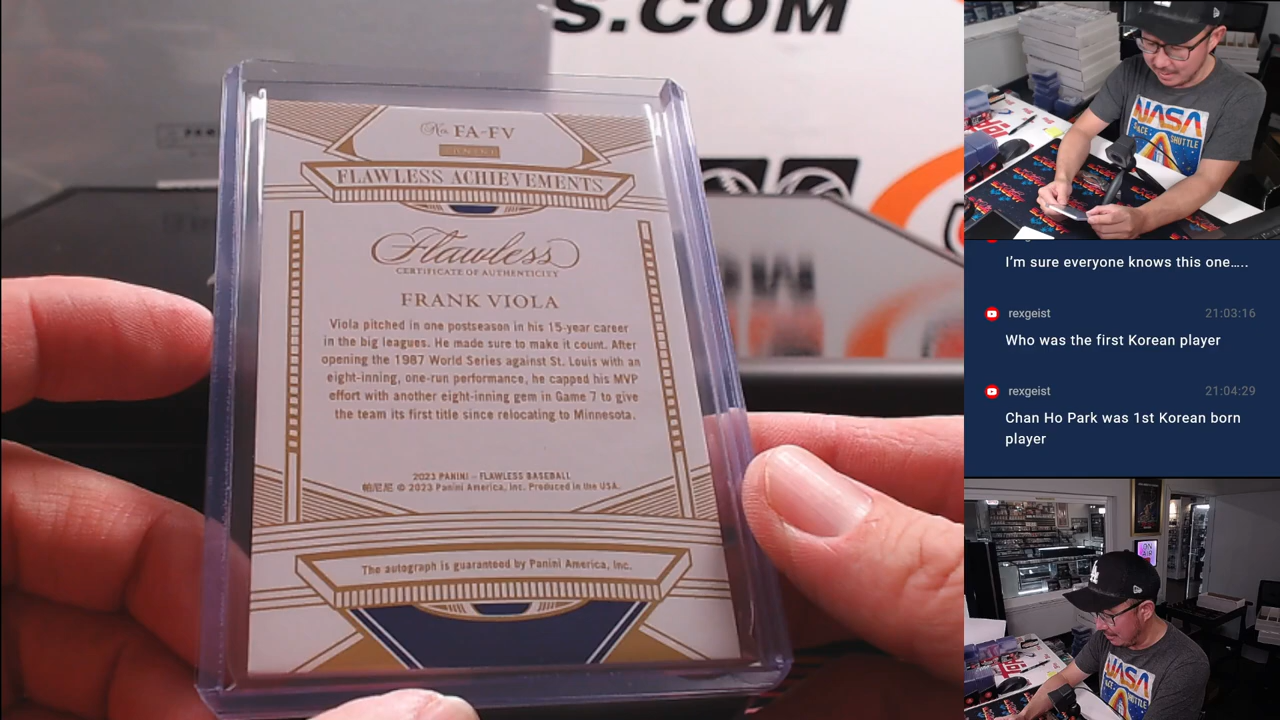 S.COM
No. FA-FV
PANINI
FLAWLESS ACHIEVEMENTS
Flawless
CERTIFICATE OF AUTHENTICITY
FRANK VIOLA
Viola pitched in one postseason in his 15-year career
in the big leagues. He made sure to make it count. After
opening the 1987 World Series against St. Louis with an
eight-inning, one-run performance, he capped his MVP
effort with another eight-inning gem in Game 7 to give
the team its first title since relocating to Minnesota.
2023 PANINI – FLAWLESS BASEBALL
帕尼尼 © 2023 Panini America, Inc. Produced in the USA.
The autograph is guaranteed by Panini America, Inc.
NASA
SPACE SHUTTLE
I'm sure everyone knows this one.....
rexgeist 21:03:16
Who was the first Korean player
rexgeist 21:04:29
Chan Ho Park was 1st Korean born
player
ON
AIR
LA
NASA